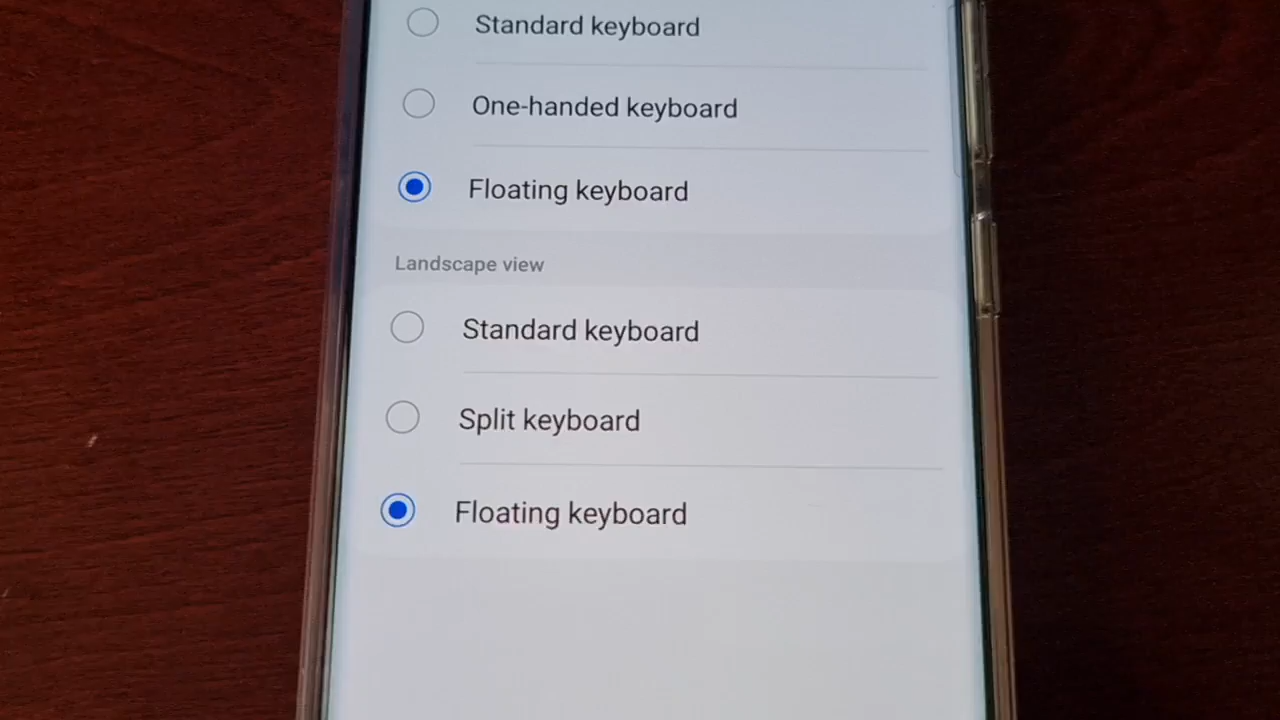 Standard keyboard
One-handed keyboard
Floating keyboard
Landscape view
Standard keyboard
Split keyboard
Floating keyboard